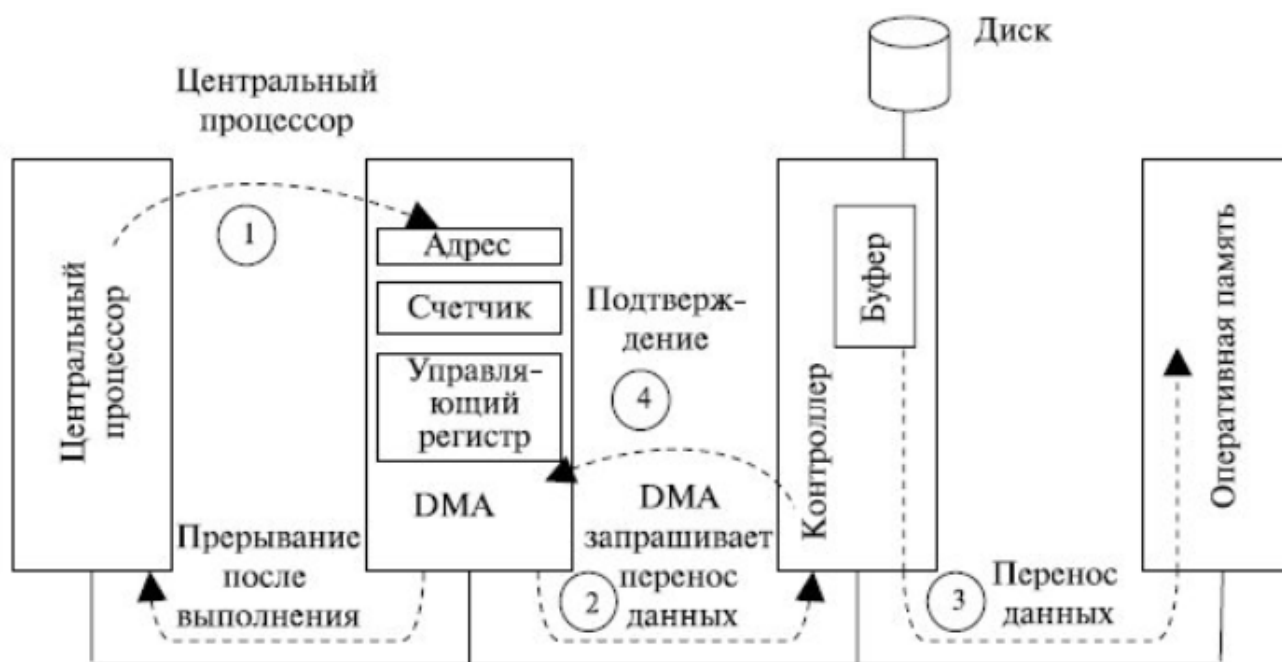 Диск
Центральный
процессор
1
Центральный
процессор
Адрес
Счетчик
Управля-
ющий
регистр
DMA
Подтверж-
дение
4
Буфер
Контроллер
Оперативная память
Прерывание
после
выполнения
DMA
запрашивает
перенос
данных
2
3
Перенос
данных